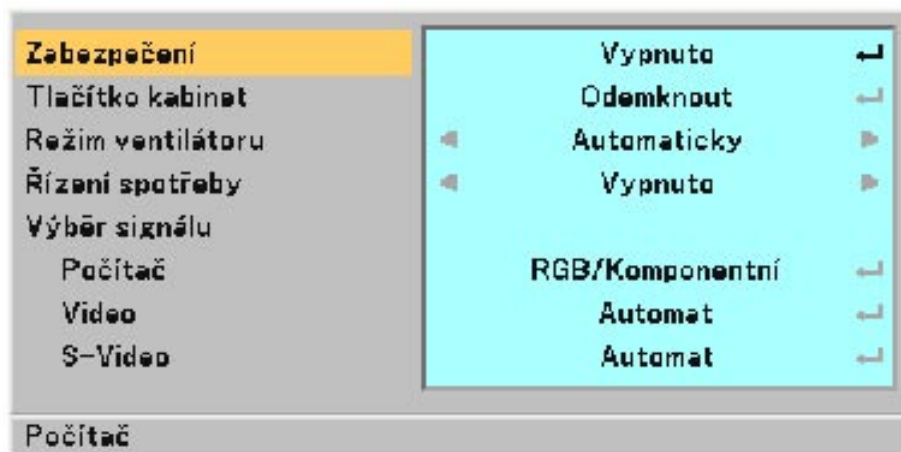 Zabezpečení Vypnuto
Tlačítko kabinet Odemknout
Režim ventilátoru Automaticky
Řízení spotřeby Vypnuto
Výběr signálu
Počítač RGB/Komponentní
Video Automat
S-Video Automat
Počítač